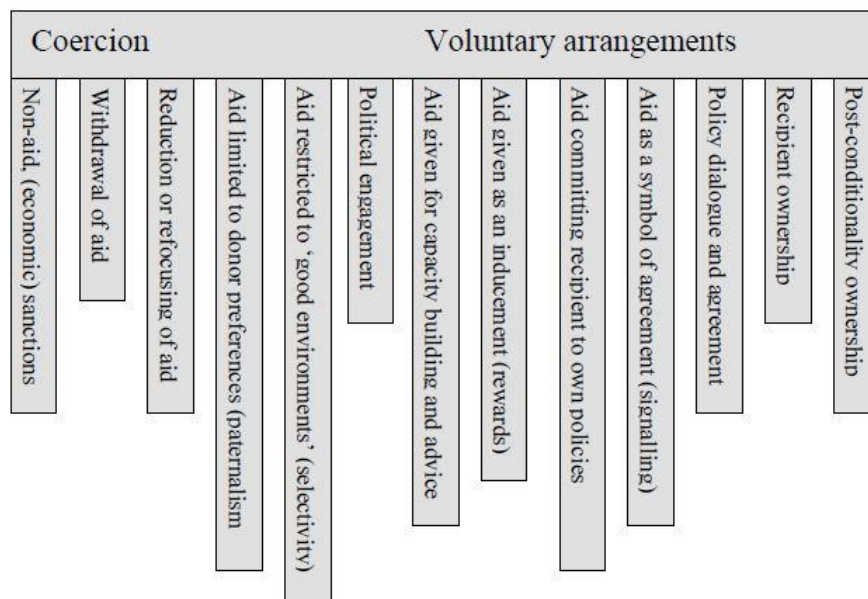 Coercion
Voluntary arrangements
Non-aid, (economic) sanctions
Withdrawal of aid
Reduction or refocusing of aid
Aid limited to donor preferences (paternalism
Aid restricted to ‘good environments’ (selectivity)
Political engagement
Aid given for capacity building and advice
Aid given as an inducement (rewards)
Aid committing recipient to own policies
Aid as a symbol of agreement (signalling)
Policy dialogue and agreement
Recipient ownership
Post-conditionality ownership